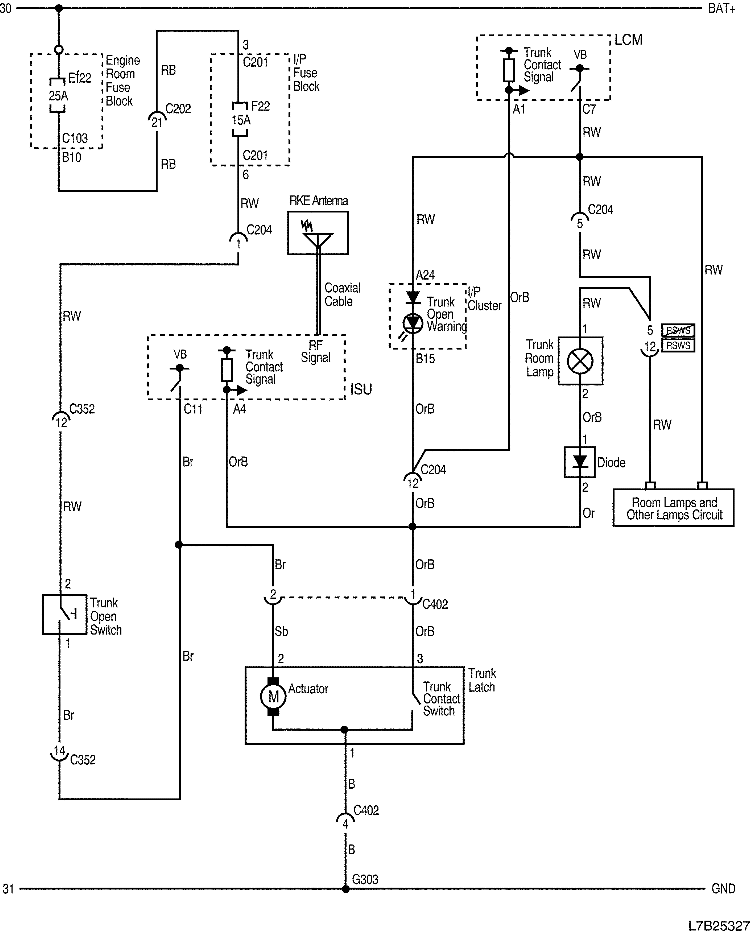 30
BAT+
Ef22
25A
Engine
Room
Fuse
Block
C103
B10
RB
C202
21
RB
3
C201
F22
15A
I/P
Fuse
Block
C201
6
RW
C204
1
LCM
Trunk
Contact
Signal
VB
A1
C7
RW
RW
C204
5
RW
RW
RW
RKE Antenna
Coaxial
Cable
RW
A24
Trunk
Open
Warning
I/P
Cluster
B15
OrB
OrB
RW
1
Trunk
Room
Lamp
2
OrB
5
12
RW
VB
Trunk
Contact
Signal
RF
Signal
ISU
C11
A4
Br
OrB
C352
12
RW
C204
12
OrB
1
Diode
2
Or
Room Lamps and
Other Lamps Circuit
Br
OrB
2
1
C402
Sb
OrB
2
Trunk
Open
Switch
1
Br
Br
14
C352
2
3
Trunk
Latch
M
Actuator
Trunk
Contact
Switch
1
B
C402
4
B
31
G303
GND
L7B25327